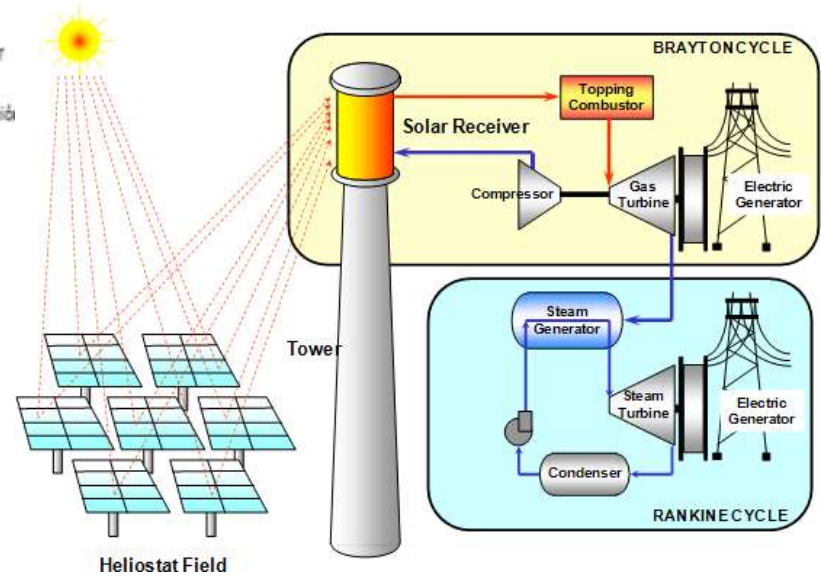 BRAYTONCYCLE
Topping
Combustor
Solar Receiver
Compressor
Gas
Turbine
Electric
Generator
Steam
Generator
Tower
Steam
Turbine
Electric
Generator
Condenser
RANKINECYCLE
Heliostat Field